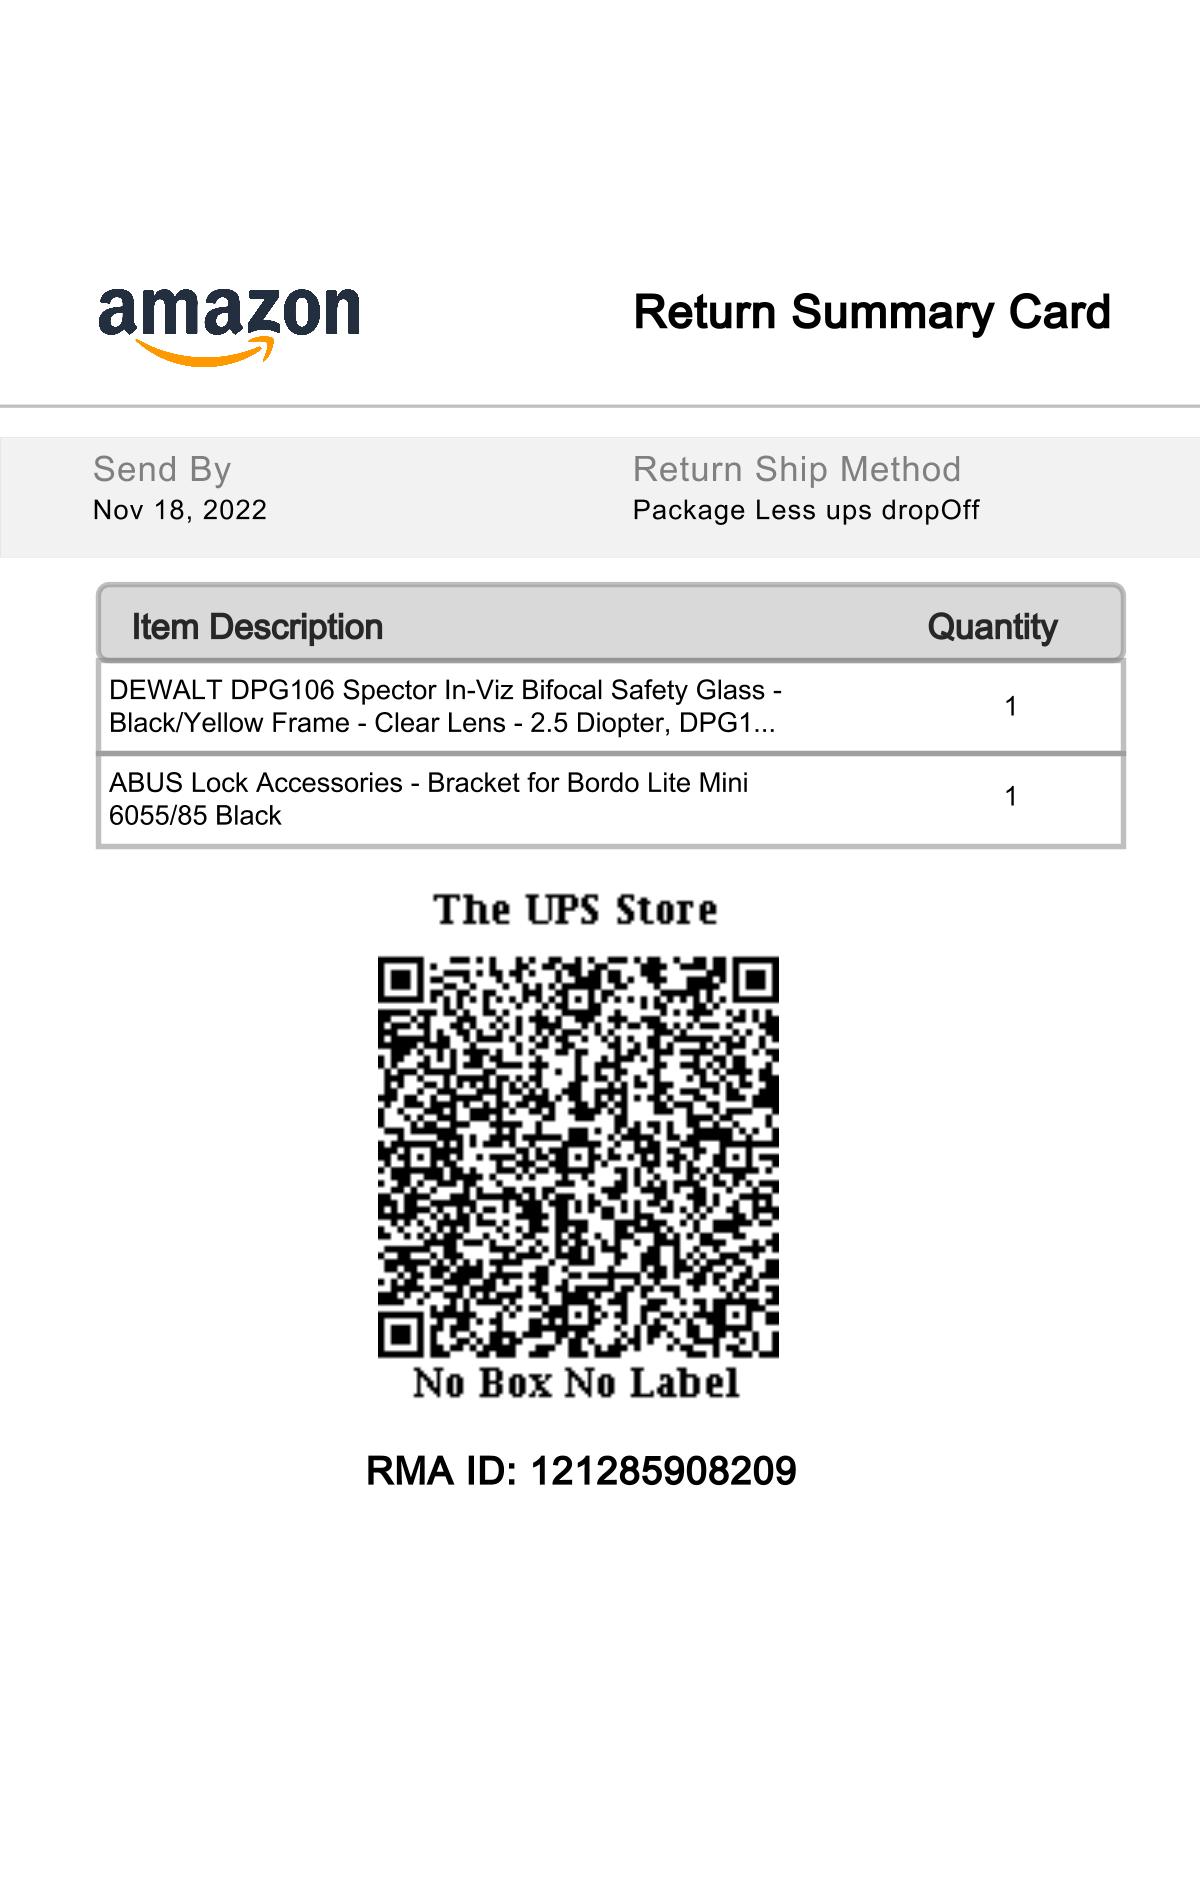 amazon
Return Summary Card
Send By
Return Ship Method
Nov 18, 2022
Package Less ups dropOff
Item Description
Quantity
DEWALT DPG106 Spector In-Viz Bifocal Safety Glass -
Black/Yellow Frame - Clear Lens - 2.5 Diopter, DPG1...
1
ABUS Lock Accessories - Bracket for Bordo Lite Mini
6055/85 Black
1
The UPS Store
No Box No Label
RMA ID: 121285908209